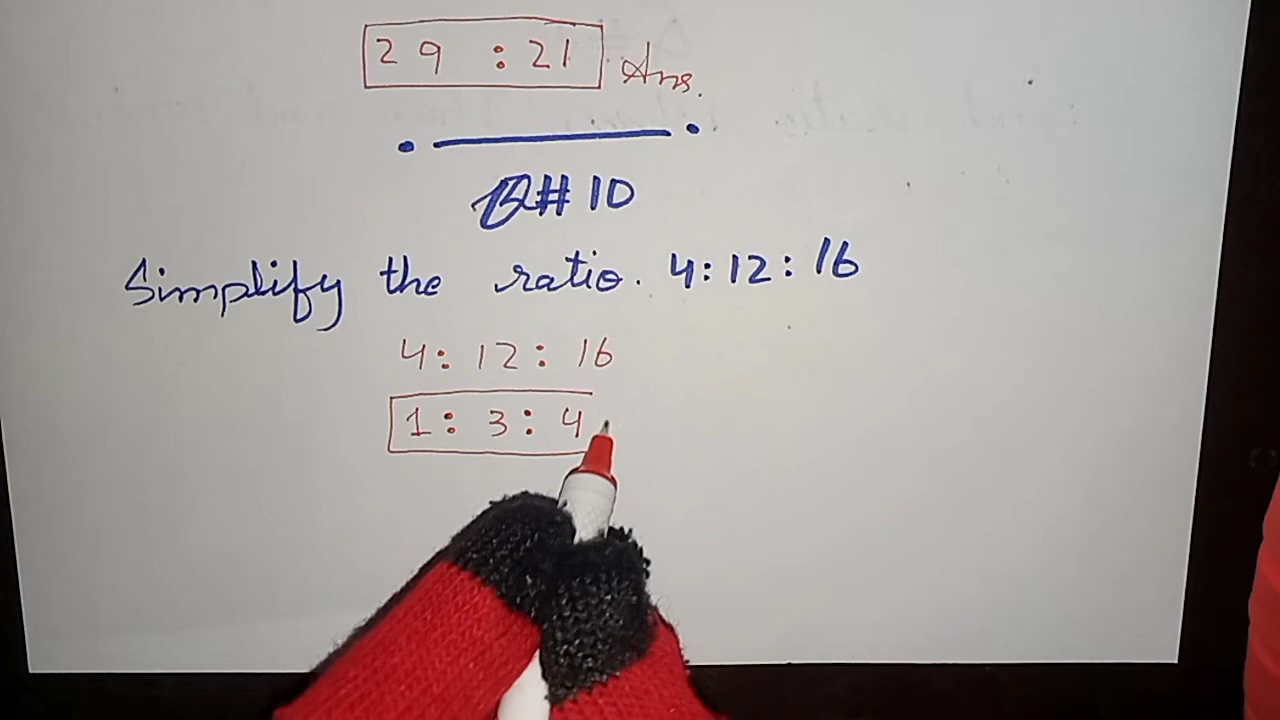 29 : 21 Ans.
Q#10
Simplify the ratio. 4:12:16
4: 12: 16
1: 3: 4